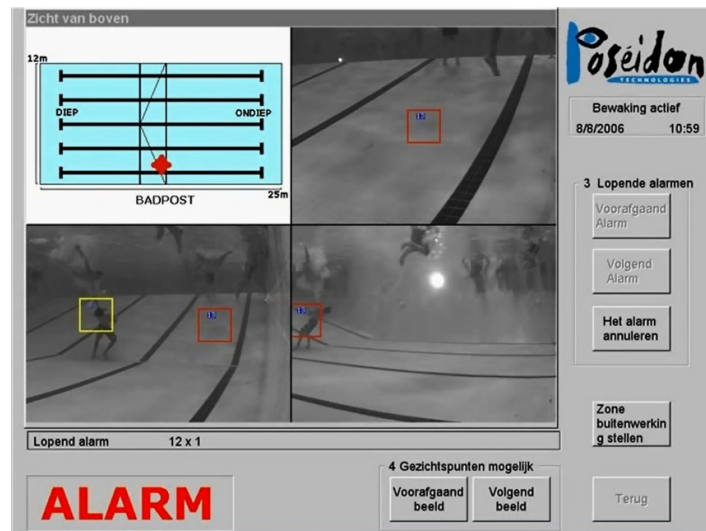 Zicht van boven
12m
DIEP
ONDIEP
BADPOST
25m
Poséidon
TECHNOLOGIES
Bewaking actief
8/8/2006 10:59
3 Lopende alarmen
Voorafgaand
Alarm
Volgend
Alarm
Het alarm
annuleren
Zone
buitenwerkin
g stellen
Lopend alarm 12 x 1
4 Gezichtspunten mogelijk
Voorafgaand
beeld
Volgend
beeld
Terug
ALARM